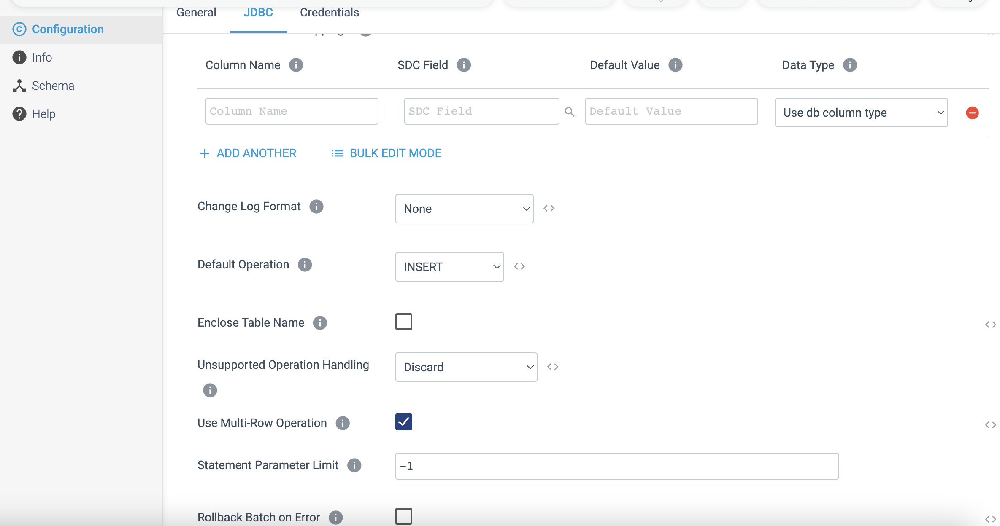 General JDBC Credentials
Configuration
Info
Schema
Help
Column Name SDC Field Default Value Data Type
Column Name SDC Field Default Value Use db column type
ADD ANOTHER BULK EDIT MODE
Change Log Format None
Default Operation INSERT
Enclose Table Name
Unsupported Operation Handling Discard
Use Multi-Row Operation
Statement Parameter Limit -1
Rollback Batch on Error